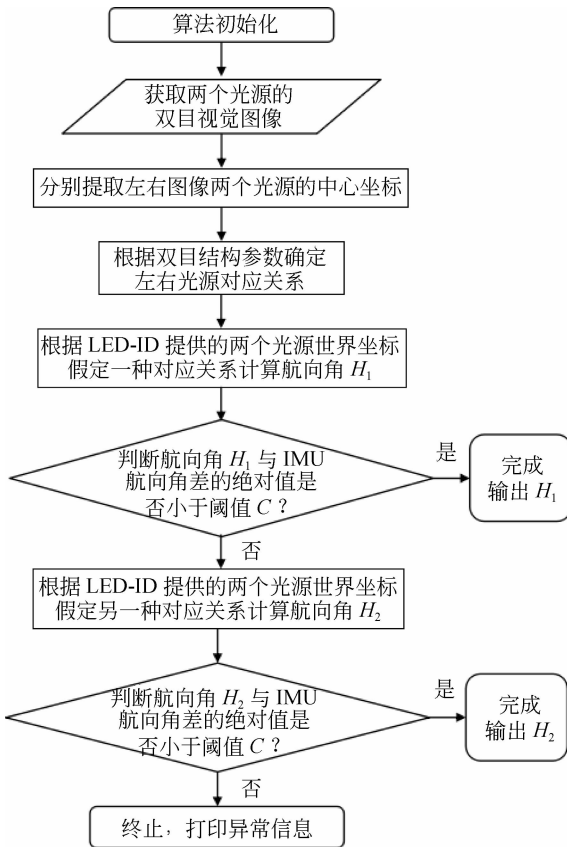 算法初始化
获取两个光源的
双目视觉图像
分别提取左右图像两个光源的中心坐标
根据双目结构参数确定
左右光源对应关系
根据 LED-ID 提供的两个光源世界坐标
假定一种对应关系计算航向角 H₁
判断航向角 H₁ 与 IMU
航向角差的绝对值是
否小于阈值 C？
是
完成
输出 H₁
否
根据 LED-ID 提供的两个光源世界坐标
假定另一种对应关系计算航向角 H₂
判断航向角 H₂ 与 IMU
航向角差的绝对值是
否小于阈值 C？
是
完成
输出 H₂
否
终止，打印异常信息